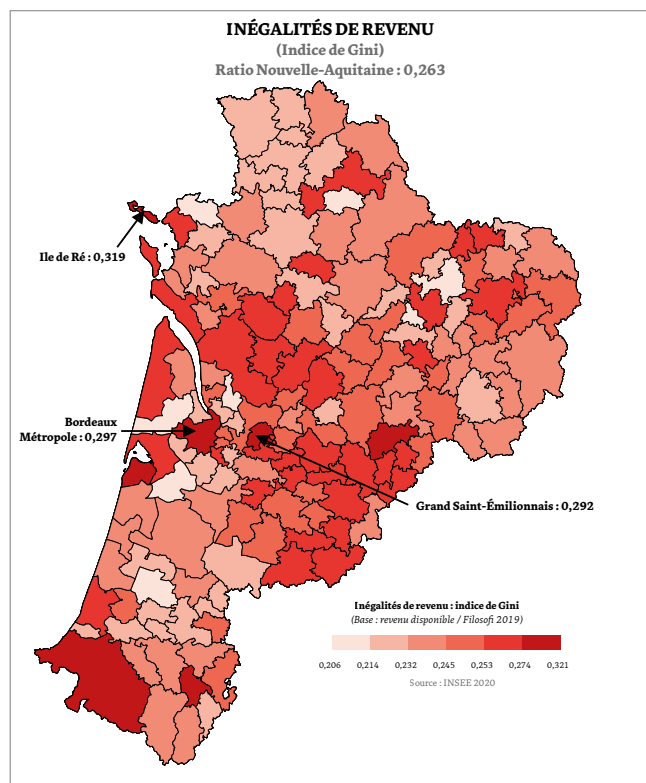 INÉGALITÉS DE REVENU
(Indice de Gini)
Ratio Nouvelle-Aquitaine : 0,263
Ile de Ré : 0,319
Bordeaux
Métropole : 0,297
Grand Saint-Émilionnais : 0,292
Inégalités de revenu : indice de Gini
(Base : revenu disponible / Filosofi 2019)
0,206 0,214 0,232 0,245 0,253 0,274 0,321
Source : INSEE 2020